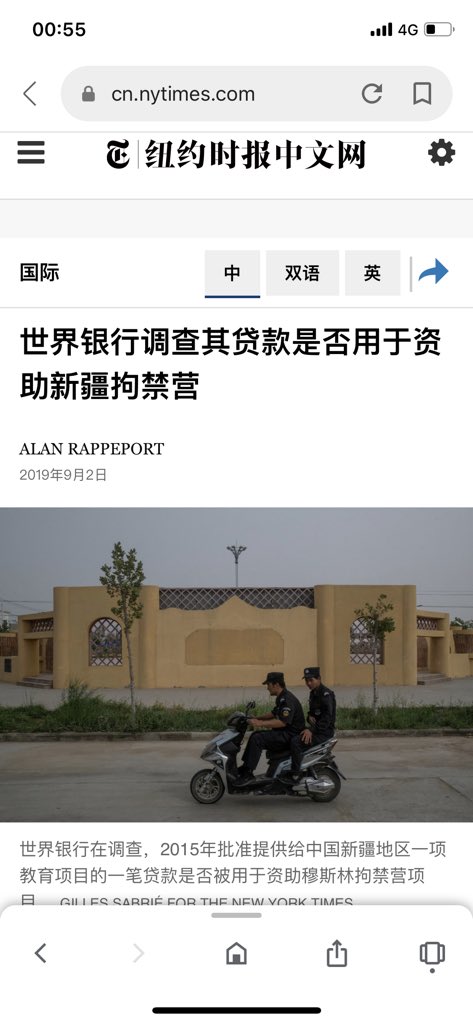 00:55
4G
cn.nytimes.com
纽约时报中文网
国际
中 双语 英
世界银行调查其贷款是否用于资
助新疆拘禁营
ALAN RAPPEPORT
2019年9月2日
世界银行在调查，2015年批准提供给中国新疆地区一项
教育项目的一笔贷款是否被用于资助穆斯林拘禁营项
目。 GILLES SABRIÉ FOR THE NEW YORK TIMES